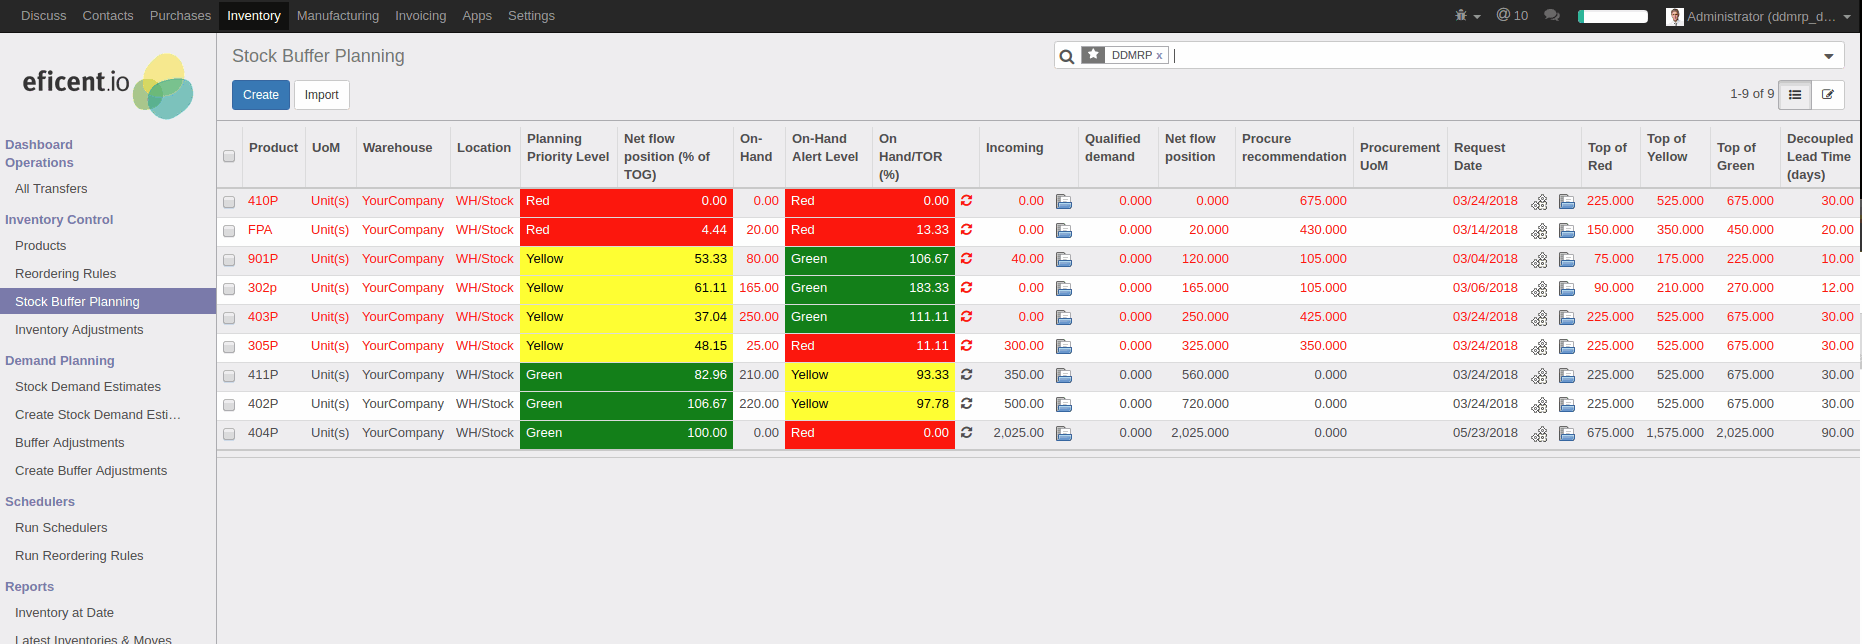 Discuss Contacts Purchases Inventory Manufacturing Invoicing Apps Settings @ 10 Administrator (ddmrp_d...
eficent.io
Dashboard
Operations
All Transfers
Inventory Control
Products
Reordering Rules
Stock Buffer Planning
Inventory Adjustments
Demand Planning
Stock Demand Estimates
Create Stock Demand Esti...
Buffer Adjustments
Create Buffer Adjustments
Schedulers
Run Schedulers
Run Reordering Rules
Reports
Inventory at Date
Latest Inventories & Moves
Stock Buffer Planning
DDMRP x
Create Import
1-9 of 9
Product UoM Warehouse Location Planning Priority Level Net flow position (% of TOG) On-Hand On-Hand Alert Level On Hand/TOR (%) Incoming Qualified demand Net flow position Procure recommendation Procurement UoM Request Date Top of Red Top of Yellow Top of Green Decoupled Lead Time (days)
410P Unit(s) YourCompany WH/Stock Red 0.00 0.00 Red 0.00 0.00 0.000 0.000 675.000 03/24/2018 225.000 525.000 675.000 30.00
FPA Unit(s) YourCompany WH/Stock Red 4.44 20.00 Red 13.33 0.00 0.000 20.000 430.000 03/14/2018 150.000 350.000 450.000 20.00
901P Unit(s) YourCompany WH/Stock Yellow 53.33 80.00 Green 106.67 40.00 0.000 120.000 105.000 03/04/2018 75.000 175.000 225.000 10.00
302p Unit(s) YourCompany WH/Stock Yellow 61.11 165.00 Green 183.33 0.00 0.000 165.000 105.000 03/06/2018 90.000 210.000 270.000 12.00
403P Unit(s) YourCompany WH/Stock Yellow 37.04 250.00 Green 111.11 0.00 0.000 250.000 425.000 03/24/2018 225.000 525.000 675.000 30.00
305P Unit(s) YourCompany WH/Stock Yellow 48.15 25.00 Red 11.11 300.00 0.000 325.000 350.000 03/24/2018 225.000 525.000 675.000 30.00
411P Unit(s) YourCompany WH/Stock Green 82.96 210.00 Yellow 93.33 350.00 0.000 560.000 0.000 03/24/2018 225.000 525.000 675.000 30.00
402P Unit(s) YourCompany WH/Stock Green 106.67 220.00 Yellow 97.78 500.00 0.000 720.000 0.000 03/24/2018 225.000 525.000 675.000 30.00
404P Unit(s) YourCompany WH/Stock Green 100.00 0.00 Red 0.00 2,025.00 0.000 2,025.000 0.000 05/23/2018 675.000 1,575.000 2,025.000 90.00